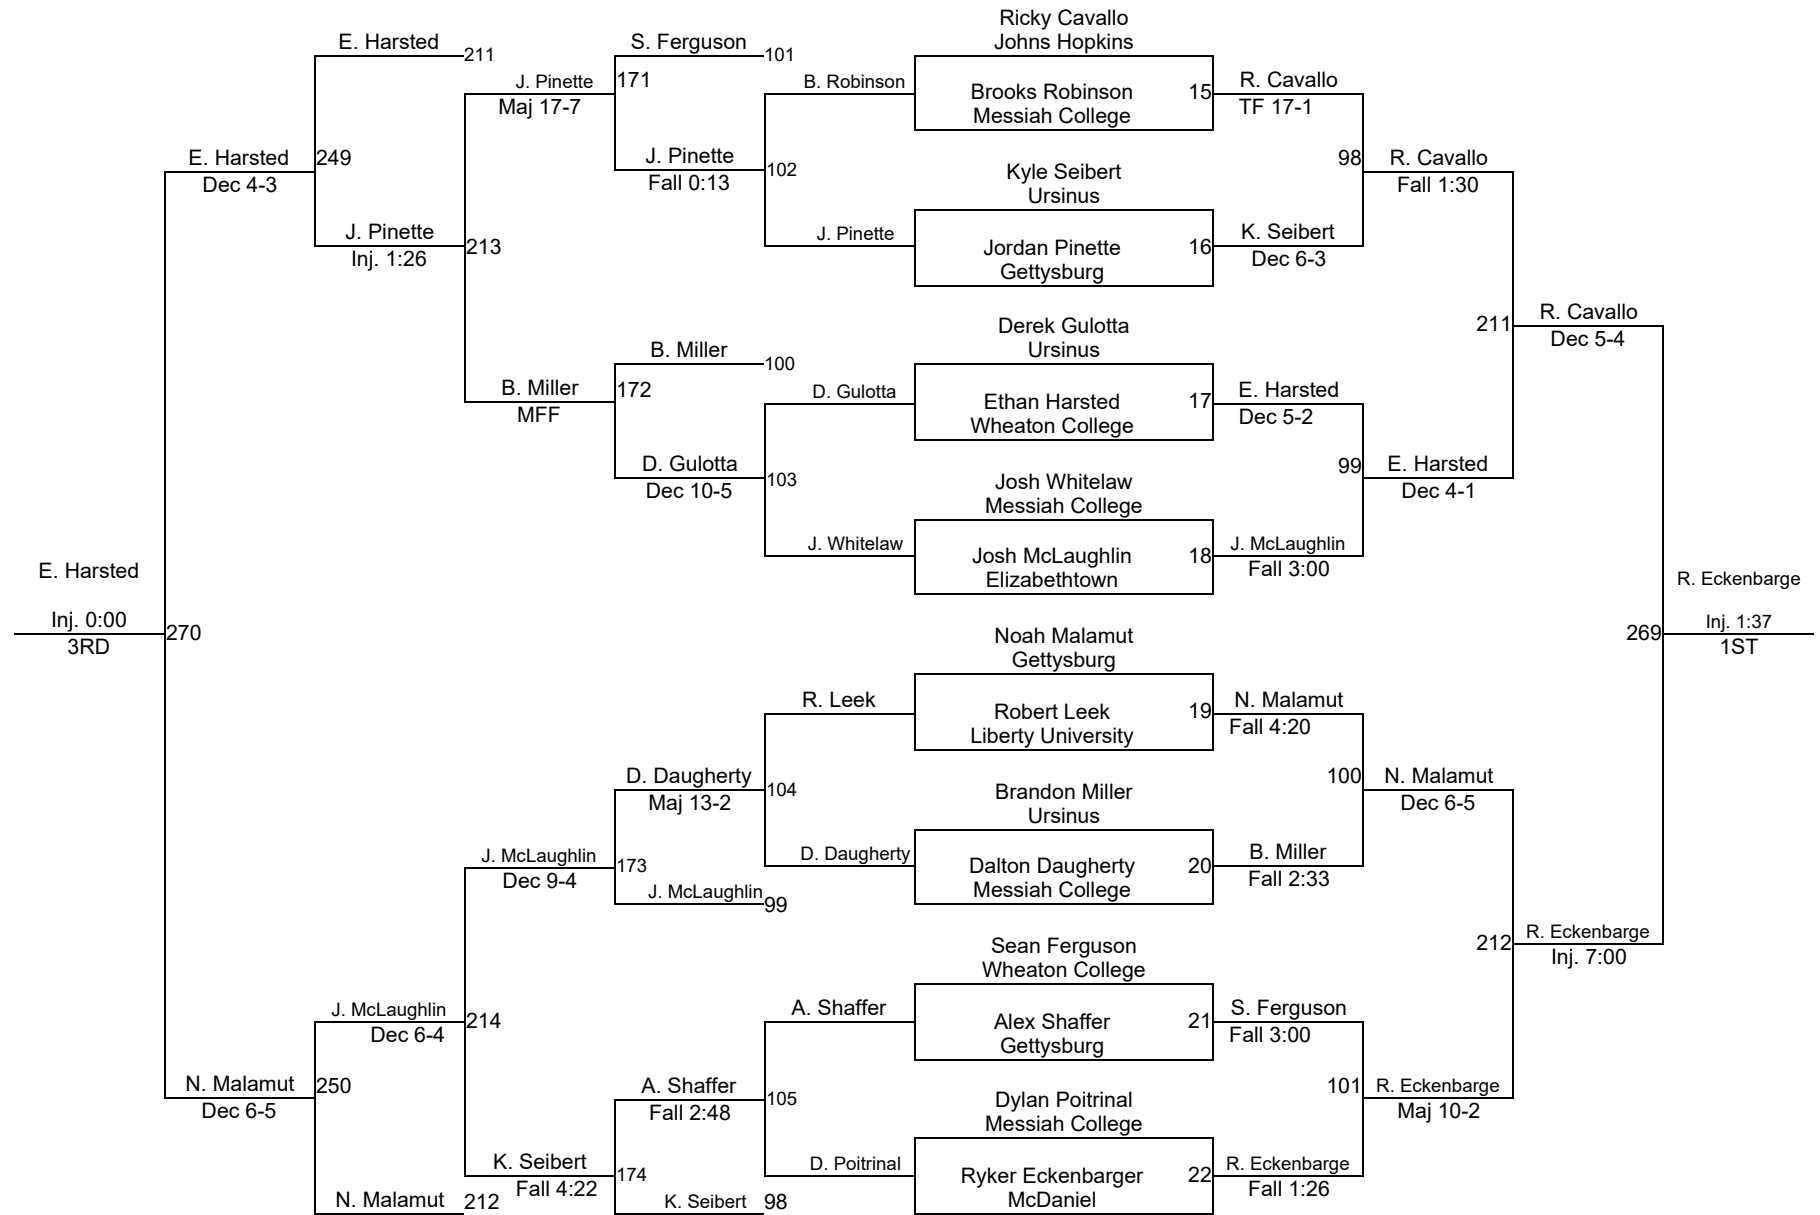 Ricky Cavallo
Johns Hopkins
E. Harsted
211
S. Ferguson
101
J. Pinette
171
Maj 17-7
B. Robinson
Brooks Robinson
15
Messiah College
R. Cavallo
TF 17-1
E. Harsted
249
Dec 4-3
J. Pinette
102
Fall 0:13
Kyle Seibert
Ursinus
98
R. Cavallo
Fall 1:30
J. Pinette
213
Inj. 1:26
J. Pinette
Jordan Pinette
16
Gettysburg
K. Seibert
Dec 6-3
Derek Gulotta
Ursinus
211
R. Cavallo
Dec 5-4
B. Miller
100
B. Miller
172
MFF
D. Gulotta
Ethan Harsted
17
Wheaton College
E. Harsted
Dec 5-2
D. Gulotta
103
Dec 10-5
Josh Whitelaw
Messiah College
99
E. Harsted
Dec 4-1
J. Whitelaw
Josh McLaughlin
18
Elizabethtown
J. McLaughlin
Fall 3:00
E. Harsted
Inj. 0:00
270
3RD
R. Eckenbarge
Inj. 1:37
269
1ST
Noah Malamut
Gettysburg
R. Leek
Robert Leek
19
Liberty University
N. Malamut
Fall 4:20
D. Daugherty
104
Maj 13-2
Brandon Miller
Ursinus
100
N. Malamut
Dec 6-5
J. McLaughlin
173
Dec 9-4
D. Daugherty
Dalton Daugherty
20
Messiah College
B. Miller
Fall 2:33
J. McLaughlin
99
Sean Ferguson
Wheaton College
212
R. Eckenbarge
Inj. 7:00
J. McLaughlin
214
Dec 6-4
A. Shaffer
Alex Shaffer
21
Gettysburg
S. Ferguson
Fall 3:00
N. Malamut
250
Dec 6-5
A. Shaffer
105
Fall 2:48
Dylan Poitrinal
Messiah College
101
R. Eckenbarge
Maj 10-2
K. Seibert
174
Fall 4:22
D. Poitrinal
Ryker Eckenbarger
22
McDaniel
R. Eckenbarge
Fall 1:26
N. Malamut
212
K. Seibert
98